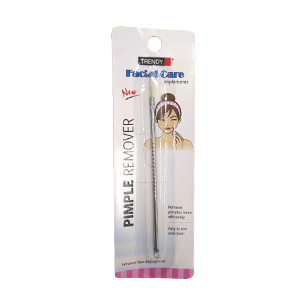 TRENDY
Facial Care
Implements
New
PIMPLE REMOVER
Remove
pimples more
efficiently
Easy to use
and clean